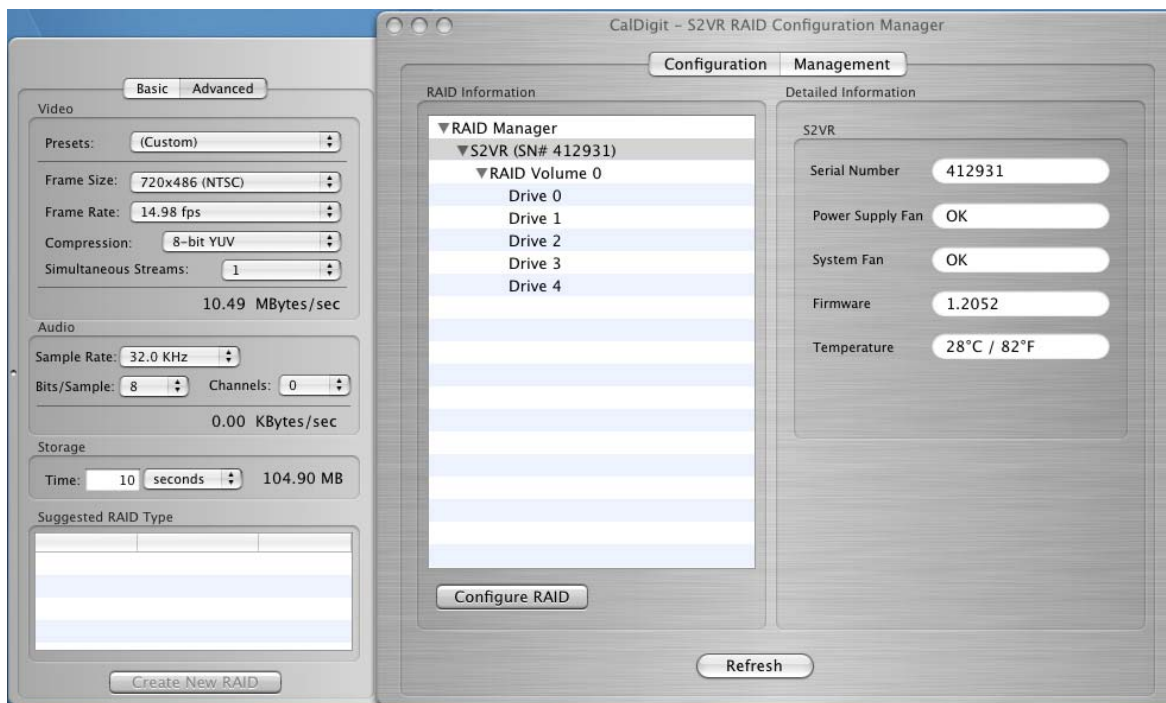 CalDigit – S2VR RAID Configuration Manager
Basic Advanced
Video
Presets: (Custom)
Frame Size: 720x486 (NTSC)
Frame Rate: 14.98 fps
Compression: 8-bit YUV
Simultaneous Streams: 1
10.49 MBytes/sec
Audio
Sample Rate: 32.0 KHz
Bits/Sample: 8 Channels: 0
0.00 KBytes/sec
Storage
Time: 10 seconds 104.90 MB
Suggested RAID Type
Create New RAID
Configuration Management
RAID Information
RAID Manager
S2VR (SN# 412931)
RAID Volume 0
Drive 0
Drive 1
Drive 2
Drive 3
Drive 4
Configure RAID
Detailed Information
S2VR
Serial Number 412931
Power Supply Fan OK
System Fan OK
Firmware 1.2052
Temperature 28°C / 82°F
Refresh